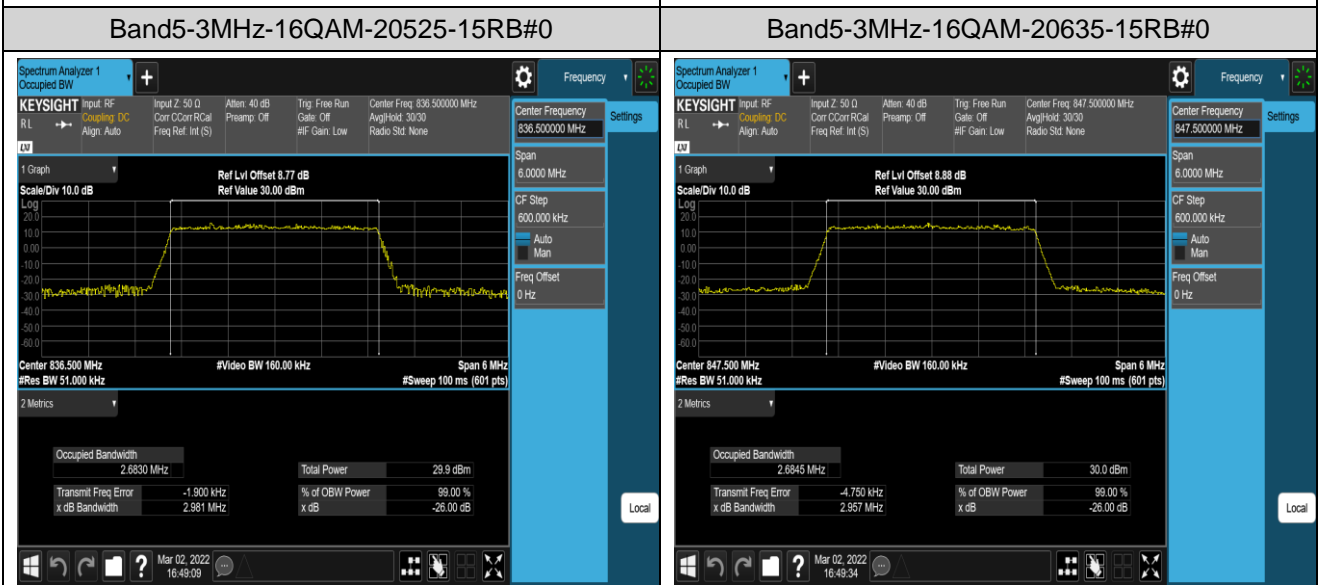 Band5-3MHz-16QAM-20525-15RB#0
Spectrum Analyzer 1
Occupied BW
+
Frequency
KEYSIGHT
RL
LXI
Input: RF
Coupling: DC
Align: Auto
Input Z: 50 Ω
Corr CCorr RCal
Freq Ref: Int (S)
Atten: 40 dB
Preamp: Off
Trig: Free Run
Gate: Off
#IF Gain: Low
Center Freq: 836.500000 MHz
Avg|Hold: 30/30
Radio Std: None
Center Frequency
836.500000 MHz
Settings
Span
6.0000 MHz
CF Step
600.000 kHz
Auto
Man
Freq Offset
0 Hz
Local
1 Graph
Scale/Div 10.0 dB
Ref Lvl Offset 8.77 dB
Ref Value 30.00 dBm
Log
20.0
10.0
0.00
-10.0
-20.0
-30.0
-40.0
-50.0
-60.0
Center 836.500 MHz
#Video BW 160.00 kHz
Span 6 MHz
#Res BW 51.000 kHz
#Sweep 100 ms (601 pts)
2 Metrics
Occupied Bandwidth
2.6830 MHz
Total Power 29.9 dBm
Transmit Freq Error -1.900 kHz
% of OBW Power 99.00 %
x dB Bandwidth 2.981 MHz
x dB -26.00 dB
?
Mar 02, 2022
16:49:09
Band5-3MHz-16QAM-20635-15RB#0
Spectrum Analyzer 1
Occupied BW
+
Frequency
KEYSIGHT
RL
LXI
Input: RF
Coupling: DC
Align: Auto
Input Z: 50 Ω
Corr CCorr RCal
Freq Ref: Int (S)
Atten: 40 dB
Preamp: Off
Trig: Free Run
Gate: Off
#IF Gain: Low
Center Freq: 847.500000 MHz
Avg|Hold: 30/30
Radio Std: None
Center Frequency
847.500000 MHz
Settings
Span
6.0000 MHz
CF Step
600.000 kHz
Auto
Man
Freq Offset
0 Hz
Local
1 Graph
Scale/Div 10.0 dB
Ref Lvl Offset 8.88 dB
Ref Value 30.00 dBm
Log
20.0
10.0
0.00
-10.0
-20.0
-30.0
-40.0
-50.0
-60.0
Center 847.500 MHz
#Video BW 160.00 kHz
Span 6 MHz
#Res BW 51.000 kHz
#Sweep 100 ms (601 pts)
2 Metrics
Occupied Bandwidth
2.6845 MHz
Total Power 30.0 dBm
Transmit Freq Error -4.750 kHz
% of OBW Power 99.00 %
x dB Bandwidth 2.957 MHz
x dB -26.00 dB
?
Mar 02, 2022
16:49:34